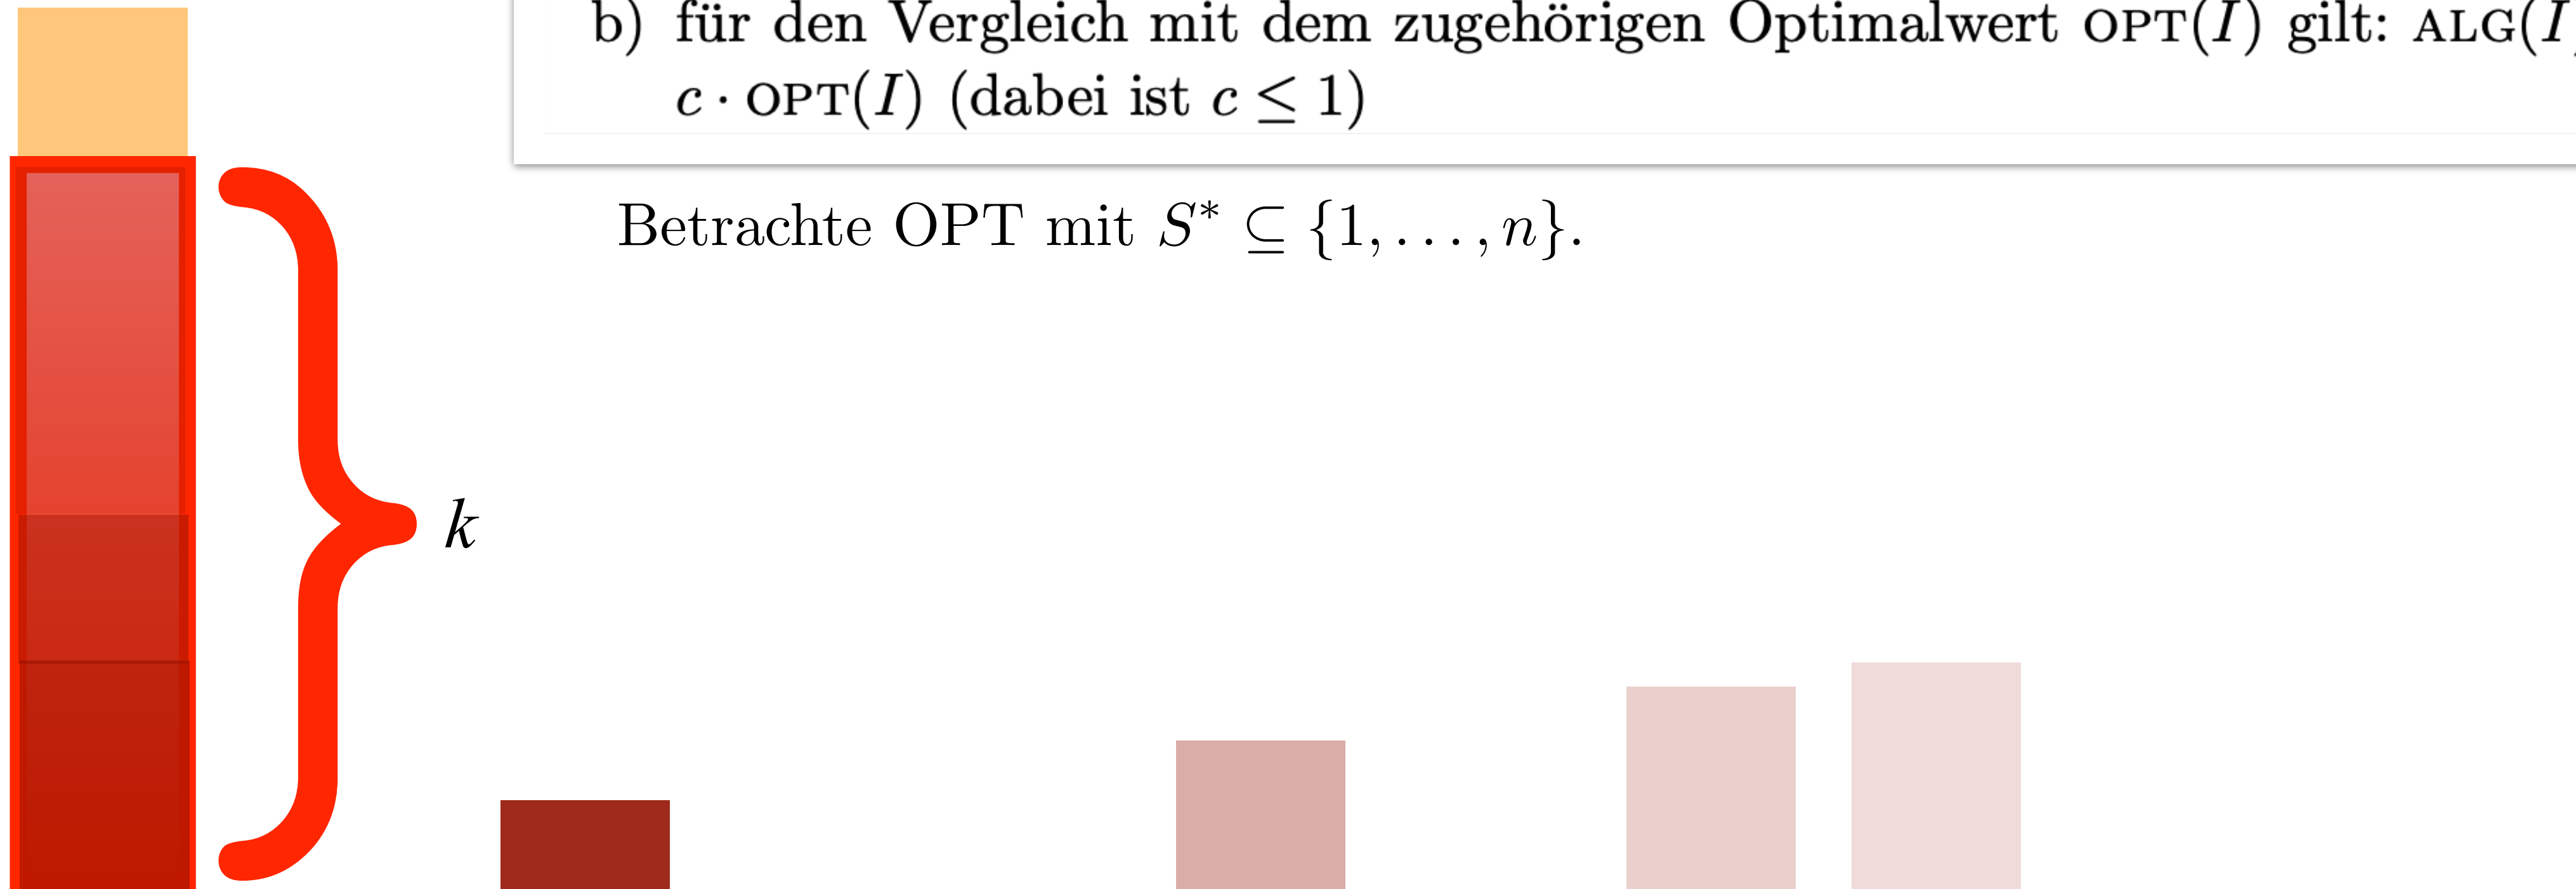 b) für den Vergleich mit dem zugehörigen Optimalwert OPT(I) gilt: ALG(I)
c · OPT(I) (dabei ist c ≤ 1)
Betrachte OPT mit S* ⊆ {1, . . . , n}.
k